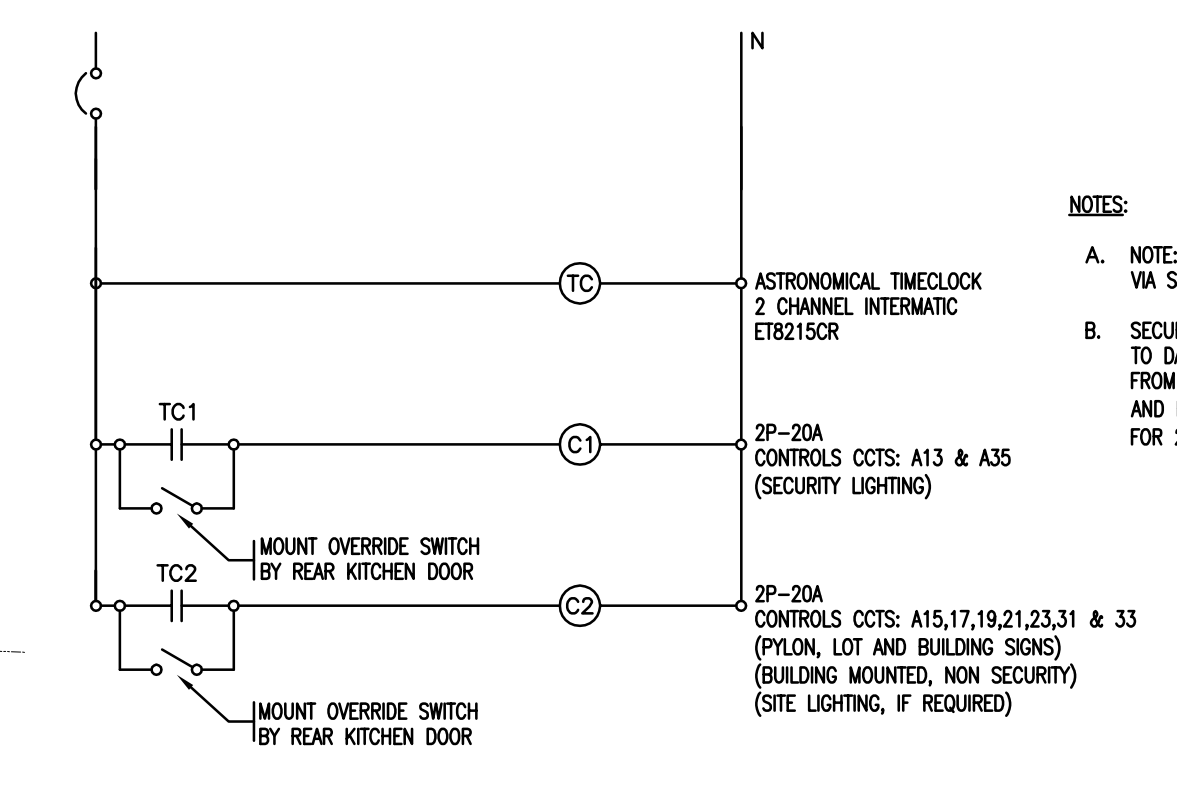 N
NOTES:
A. NOTE:
VIA
B.
TO
FROM
AND
FOR
TC
ASTRONOMICAL TIMECLOCK
2 CHANNEL INTERMATIC
ET8215CR
TC1
C1
2P-20A
CONTROLS CCTS: A13 & A35
(SECURITY LIGHTING)
MOUNT OVERRIDE SWITCH
BY REAR KITCHEN DOOR
TC2
C2
2P-20A
CONTROLS CCTS: A15,17,19,21,23,31 & 33
(PYLON, LOT AND BUILDING SIGNS)
(BUILDING MOUNTED, NON SECURITY)
(SITE LIGHTING, IF REQUIRED)
MOUNT OVERRIDE SWITCH
BY REAR KITCHEN DOOR